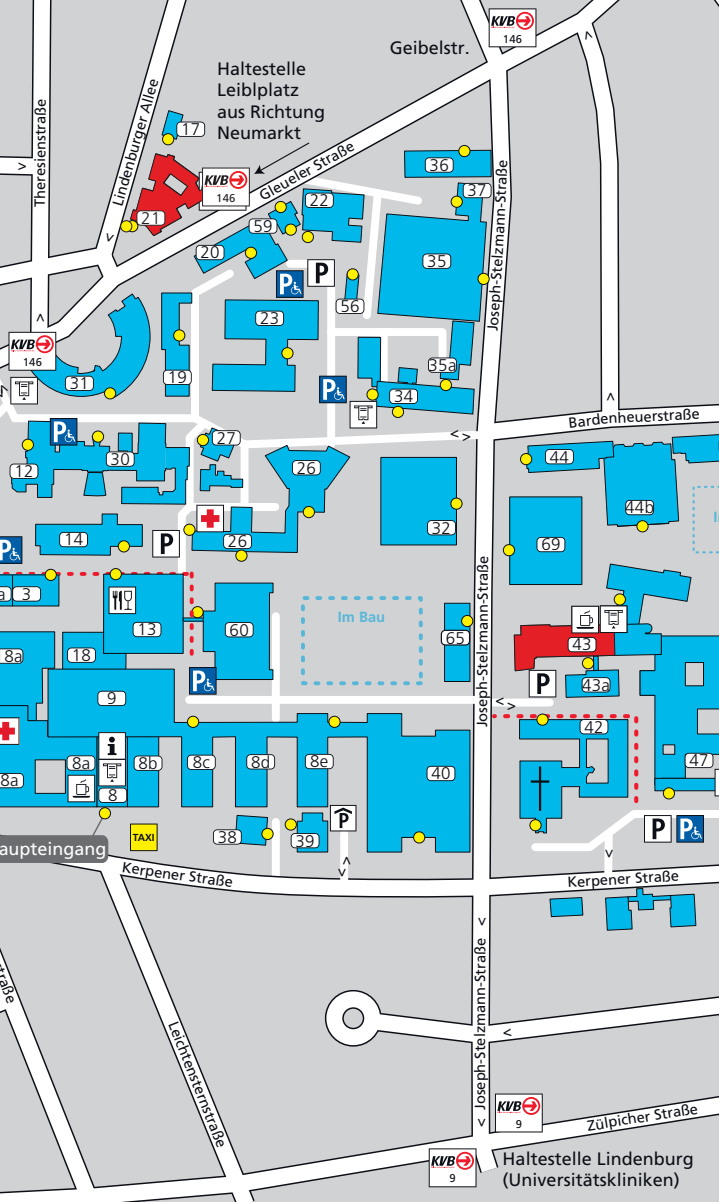 KVB
146
Geibelstr.
Haltestelle
Leiblplatz
aus Richtung
Neumarkt
Theresienstraße
Lindenburger Allee
17
Gleueler Straße
36
KVB
146
37
21
22
59
20
35
Joseph-Stelzmann-Straße
P
P
56
23
KVB
146
35a
31
19
P
34
Bardenheuerstraße
P
27
< >
12
30
26
44
44b
32
14
26
P
69
P
a
3
Im Bau
13
60
65
43
Joseph-Stelzmann-Straße
8a
18
P
P
43a
9
< >
42
i
8a
8b
8c
8d
8e
40
47
8a
8
P
P
P
38
39
TAXI
aupteingang
Kerpener Straße
Kerpener Straße
Leichtensternstraße
Joseph-Stelzmann-Straße
raße
KVB
9
Zülpicher Straße
KVB
9
Haltestelle Lindenburg
(Universitätskliniken)